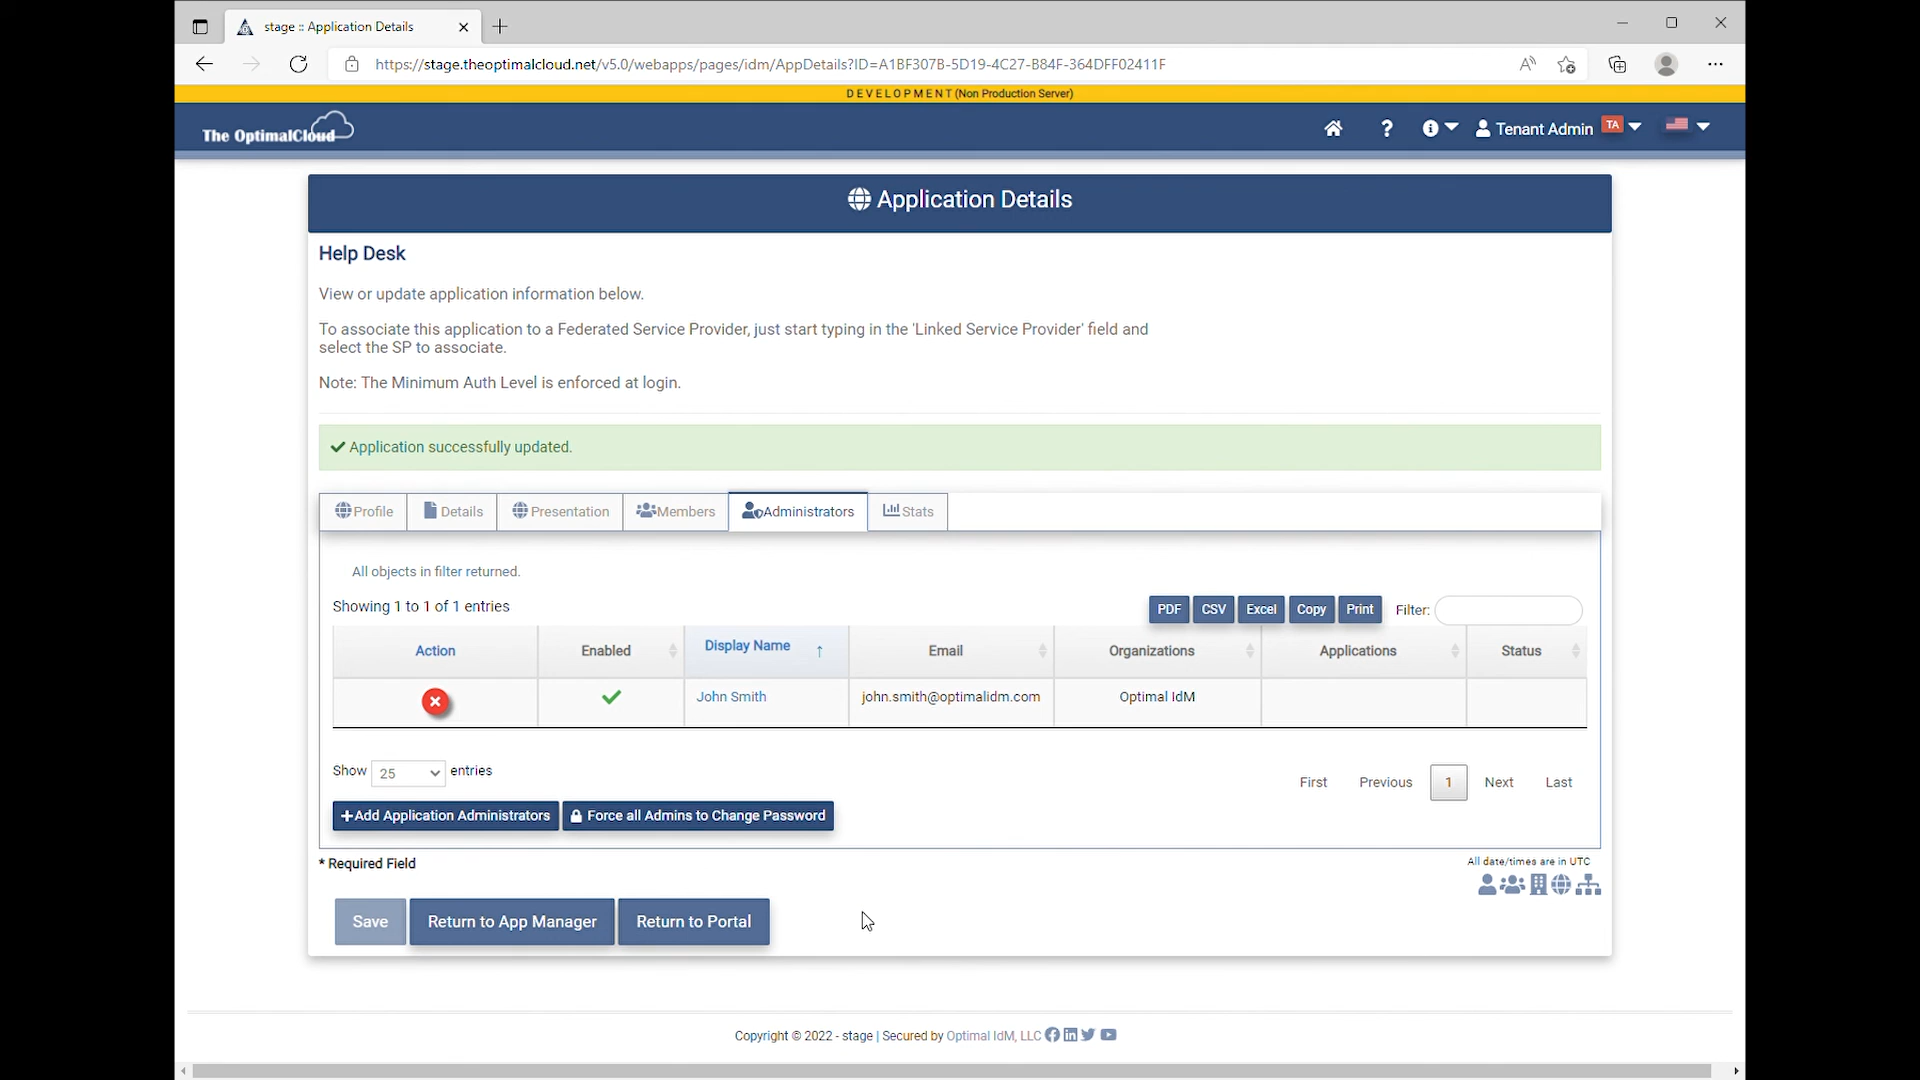 stage :: Application Details
https://stage.theoptimalcloud.net/v5.0/webapps/pages/idm/AppDetails?ID=A1BF307B-5D19-4C27-B84F-364DFF02411F
DEVELOPMENT (Non Production Server)
The OptimalCloud
Tenant Admin TA
Application Details
Help Desk
View or update application information below.
To associate this application to a Federated Service Provider, just start typing in the 'Linked Service Provider' field and
select the SP to associate.
Note: The Minimum Auth Level is enforced at login.
Application successfully updated.
Profile Details Presentation Members Administrators Stats
All objects in filter returned.
Showing 1 to 1 of 1 entries
PDF CSV Excel Copy Print Filter:
Action Enabled Display Name Email Organizations Applications Status
John Smith john.smith@optimalidm.com Optimal IdM
Show 25 entries
First Previous 1 Next Last
+Add Application Administrators Force all Admins to Change Password
* Required Field
All date/times are in UTC
Save Return to App Manager Return to Portal
Copyright © 2022 - stage | Secured by Optimal IdM, LLC